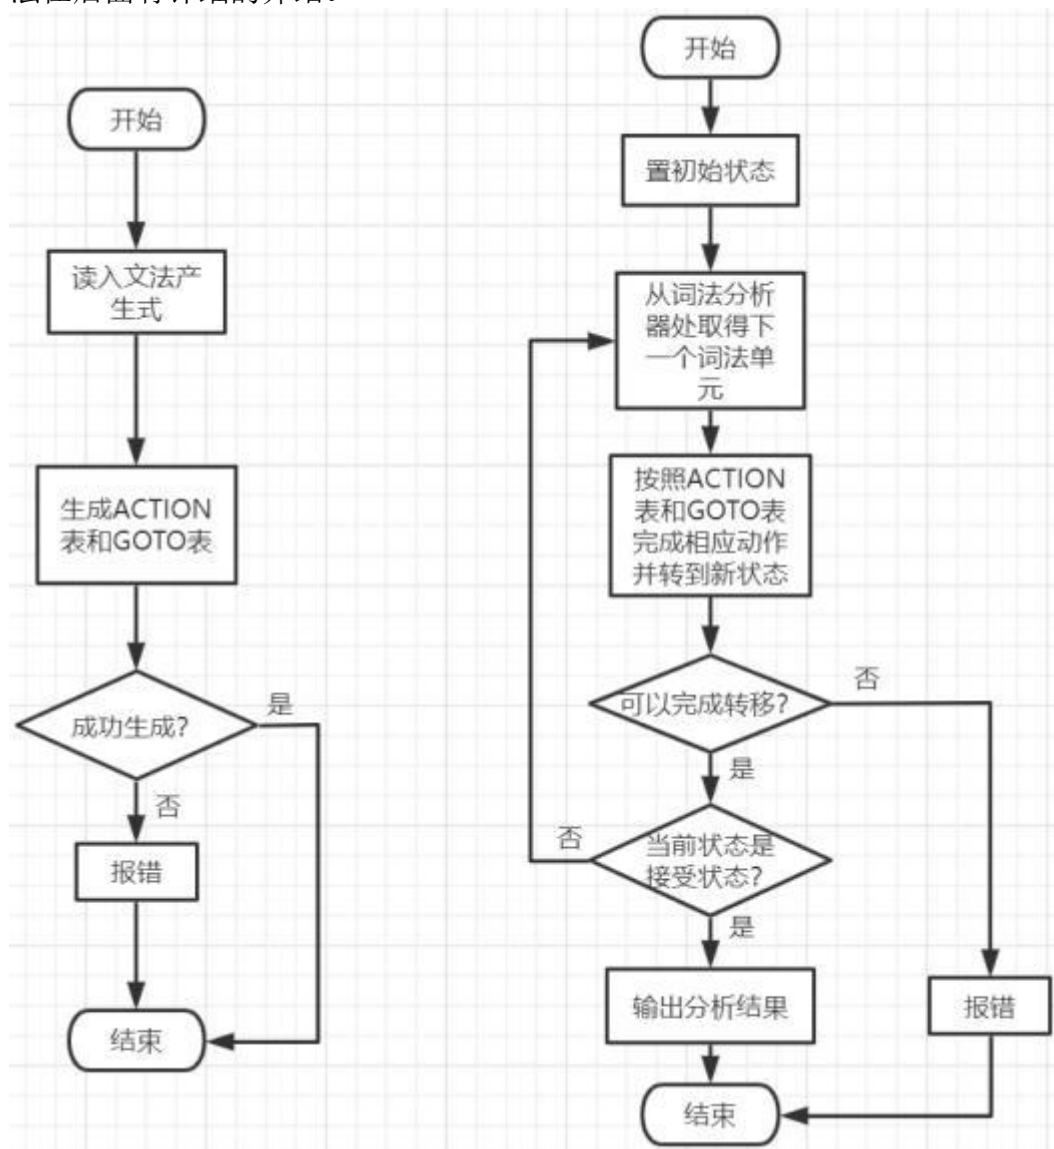 开始
读入文法产
生式
生成ACTION
表和GOTO表
成功生成?
是
否
报错
结束
开始
置初始状态
从词法分析
器处取得下
一个词法单
元
按照ACTION
表和GOTO表
完成相应动作
并转到新状态
可以完成转移?
否
是
当前状态是
接受状态?
否
是
输出分析结果
报错
结束